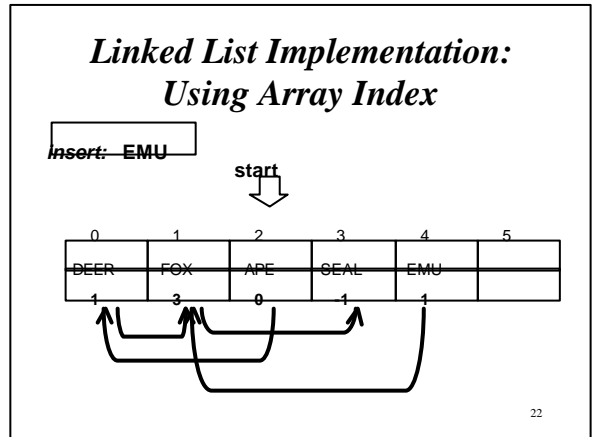 Linked List Implementation:
Using Array Index
insert: EMU
start
0 1 2 3 4 5
DEER FOX APE SEAL EMU
1 3 0 -1 1
22